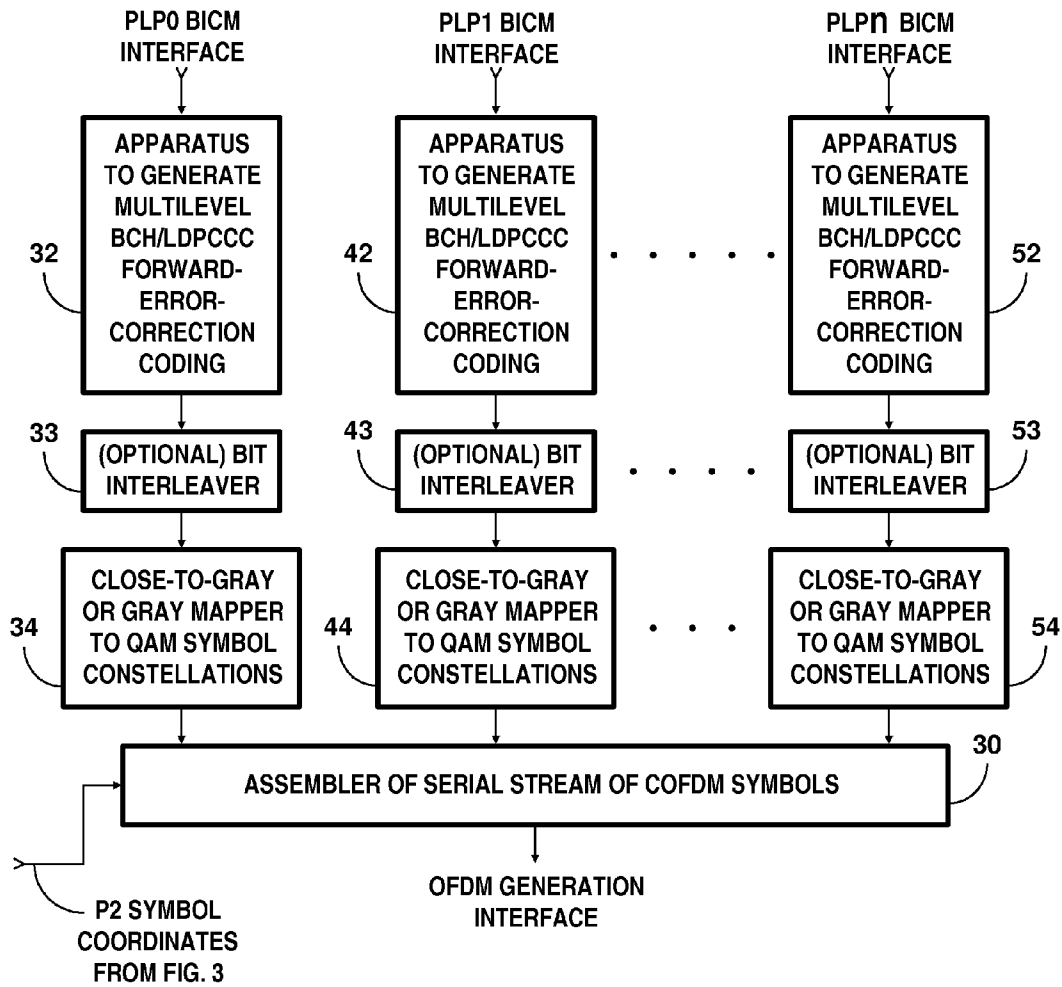 PLP0 BICM
INTERFACE
PLP1 BICM
INTERFACE
PLPn BICM
INTERFACE
APPARATUS
TO GENERATE
MULTILEVEL
BCH/LDPCCC
FORWARD-
ERROR-
CORRECTION
CODING
32
APPARATUS
TO GENERATE
MULTILEVEL
BCH/LDPCCC
FORWARD-
ERROR-
CORRECTION
CODING
42
APPARATUS
TO GENERATE
MULTILEVEL
BCH/LDPCCC
FORWARD-
ERROR-
CORRECTION
CODING
52
33
(OPTIONAL) BIT
INTERLEAVER
43
(OPTIONAL) BIT
INTERLEAVER
(OPTIONAL) BIT
INTERLEAVER
53
CLOSE-TO-GRAY
OR GRAY MAPPER
TO QAM SYMBOL
CONSTELLATIONS
34
CLOSE-TO-GRAY
OR GRAY MAPPER
TO QAM SYMBOL
CONSTELLATIONS
44
CLOSE-TO-GRAY
OR GRAY MAPPER
TO QAM SYMBOL
CONSTELLATIONS
54
ASSEMBLER OF SERIAL STREAM OF COFDM SYMBOLS
30
OFDM GENERATION
INTERFACE
P2 SYMBOL
COORDINATES
FROM FIG. 3